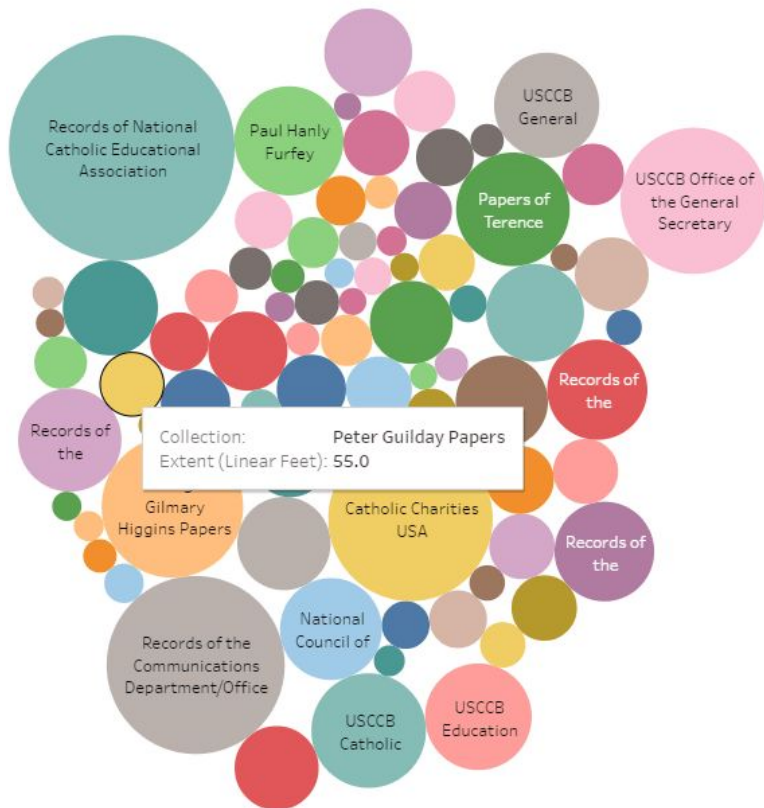 Records of National
Catholic Educational
Association
Paul Hanly
Furfey
USCCB
General
Papers of
Terence
USCCB Office of
the General
Secretary
Records of the
Records of
the
Collection: Peter Guilday Papers
Extent (Linear Feet): 55.0
Gilmary
Higgins Papers
Catholic Charities
USA
Records of
the
Records of the
Communications
Department/Office
National
Council of
USCCB
Catholic
USCCB
Education